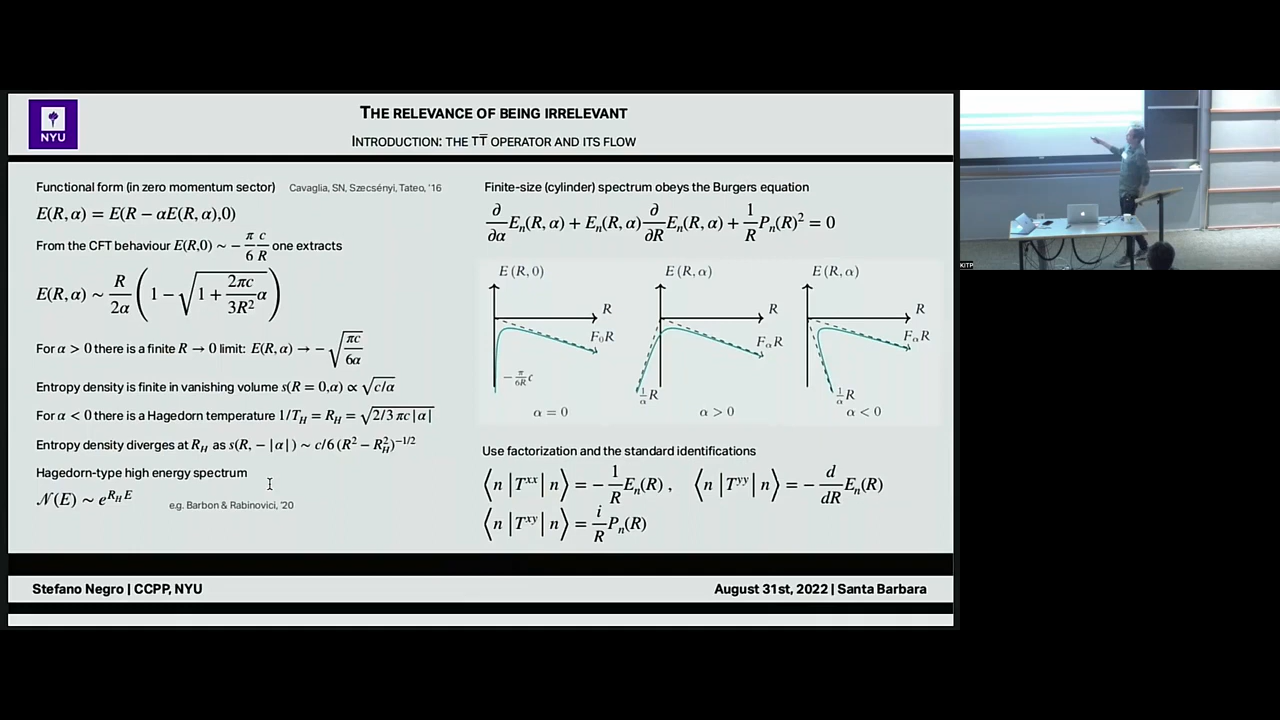 NYU
THE RELEVANCE OF BEING IRRELEVANT
INTRODUCTION: THE TT̅ OPERATOR AND ITS FLOW
Functional form (in zero momentum sector) Cavaglia, SN, Szecsényi, Tateo, '16
E(R, α) = E(R − αE(R, α),0)
From the CFT behaviour E(R,0) ∼ − π/6 c/R one extracts
E(R, α) ∼ R/2α (1 − √(1 + 2πc/3R² α))
For α > 0 there is a finite R → 0 limit: E(R, α) → − √(πc/6α)
Entropy density is finite in vanishing volume s(R = 0,α) ∝ √(c/α)
For α < 0 there is a Hagedorn temperature 1/T_H = R_H = √(2/3 πc|α|)
Entropy density diverges at R_H as s(R, − |α|) ∼ c/6 (R² − R_H²)^(−1/2)
Hagedorn-type high energy spectrum
𝒩(E) ∼ e^(R_H E)
e.g. Barbon & Rabinovici, '20
Finite-size (cylinder) spectrum obeys the Burgers equation
∂/∂α E_n(R, α) + E_n(R, α) ∂/∂R E_n(R, α) + 1/R P_n(R)² = 0
E(R, 0) E(R, α) E(R, α)
R R R
F₀R F_αR F_αR
− π/6R c 1/α R 1/α R
α = 0 α > 0 α < 0
Use factorization and the standard identifications
⟨n|T^xx|n⟩ = − 1/R E_n(R) , ⟨n|T^yy|n⟩ = − d/dR E_n(R)
⟨n|T^xy|n⟩ = i/R P_n(R)
Stefano Negro | CCPP, NYU
August 31st, 2022 | Santa Barbara
KITP